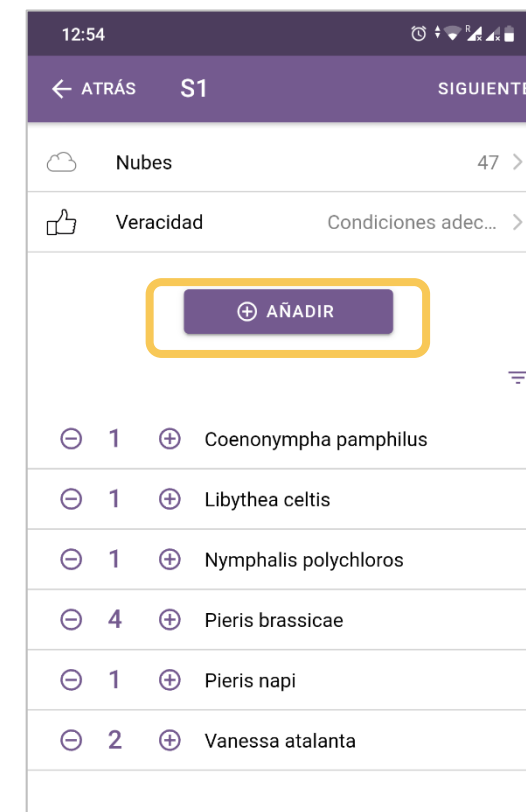 12:54 R
← ATRÁS S1 SIGUIENTE
Nubes 47 >
Veracidad Condiciones adec... >
⊕ AÑADIR
⊖ 1 ⊕ Coenonympha pamphilus
⊖ 1 ⊕ Libythea celtis
⊖ 1 ⊕ Nymphalis polychloros
⊖ 4 ⊕ Pieris brassicae
⊖ 1 ⊕ Pieris napi
⊖ 2 ⊕ Vanessa atalanta